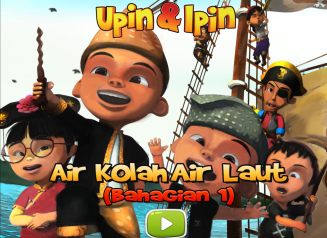 Upin & Ipin
Air Kolah Air Laut
(Bahagian 1)